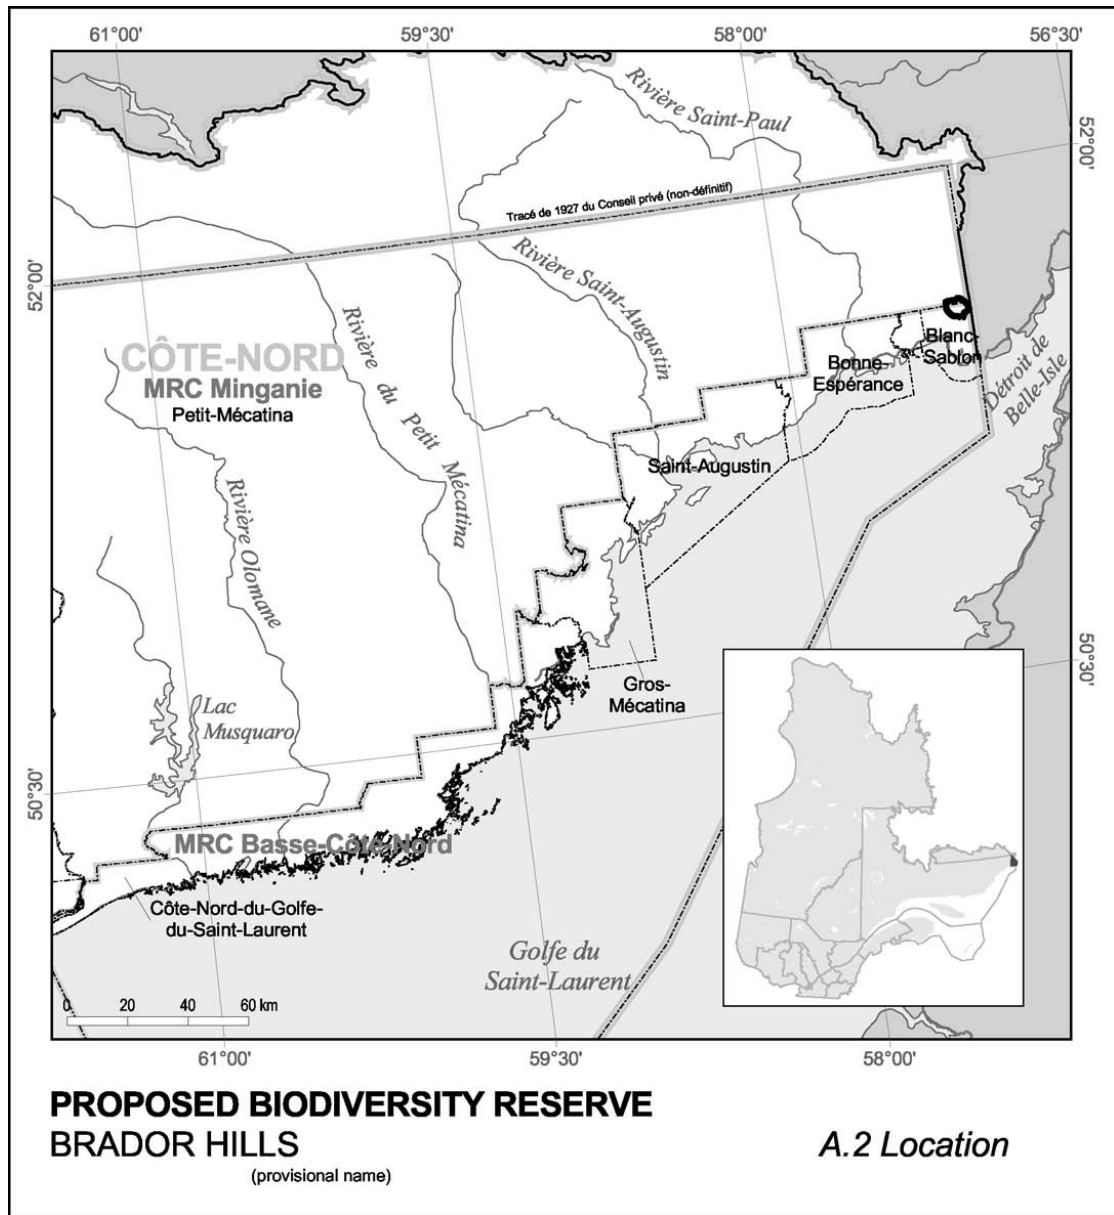 61°00'
59°30'
58°00'
56°30'
Rivière Saint-Paul
52°00'
Tracé de 1927 du Conseil privé (non-définitif)
Rivière Saint-Augustin
52°00'
Rivière du Petit Mécatina
CÔTE-NORD
MRC Minganie
Petit-Mécatina
Blanc-
Sablon
Bonne-
Espérance
Détroit de
Belle-Isle
Saint-Augustin
Rivière Olomane
50°30'
Gros-
Mécatina
Lac
Musquaro
50°30'
MRC Basse-Côte-Nord
Côte-Nord-du-Golfe-
du-Saint-Laurent
Golfe du
Saint-Laurent
0 20 40 60 km
61°00'
59°30'
58°00'
PROPOSED BIODIVERSITY RESERVE
BRADOR HILLS
A.2 Location
(provisional name)